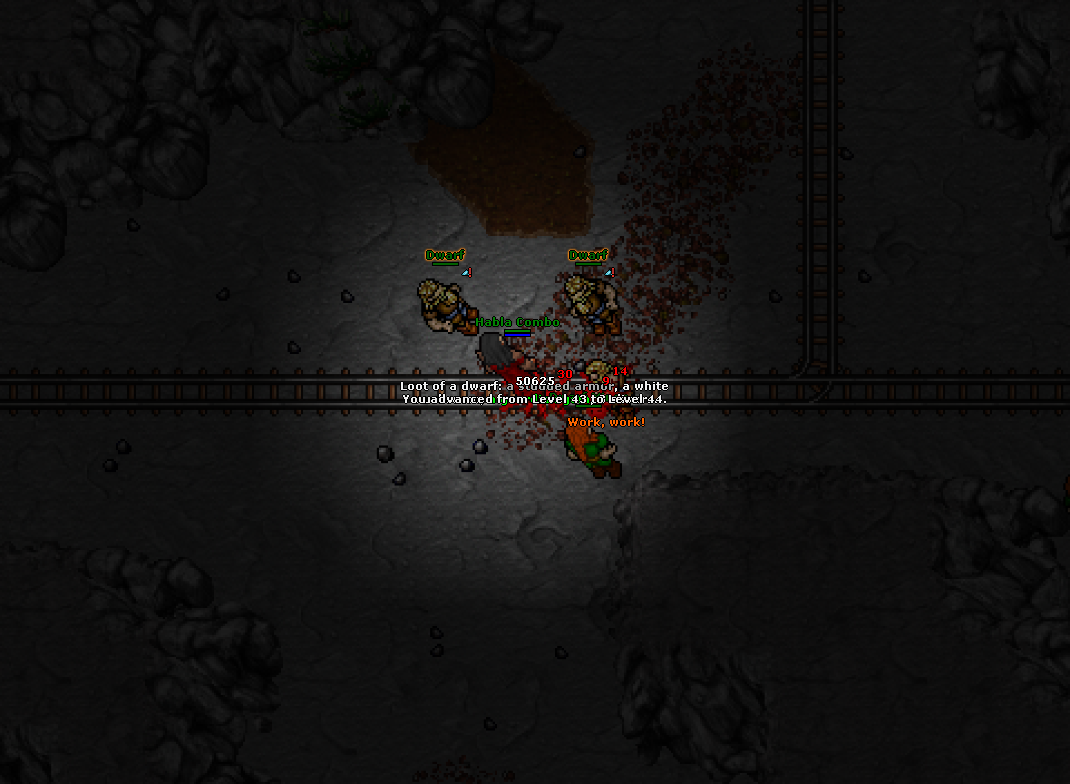 Dwarf
Dwarf
Habla Combo
30
14
50625
9
Loot of a dwarf: a studded armor, a white
You advanced from Level 43 to Level 44.
Work, work!